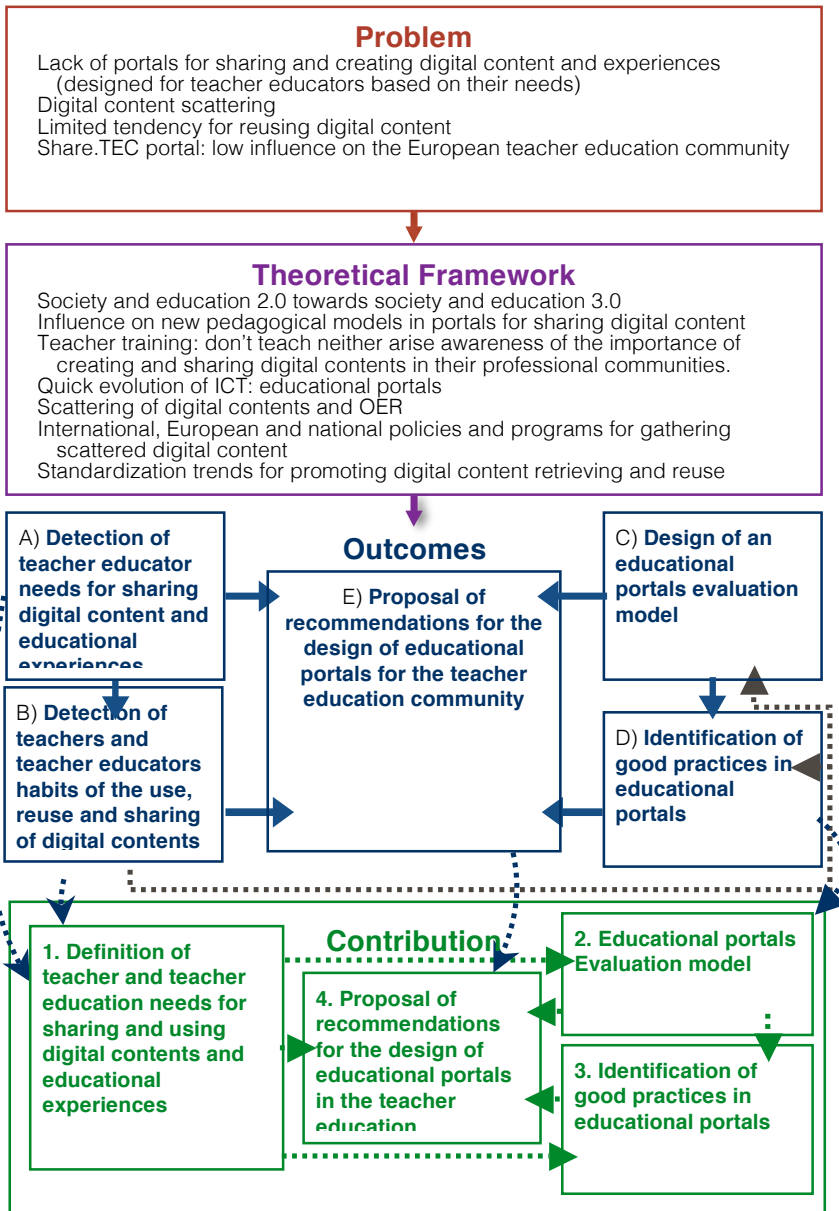 Problem
Lack of portals for sharing and creating digital content and experiences
(designed for teacher educators based on their needs)
Digital content scattering
Limited tendency for reusing digital content
Share.TEC portal: low influence on the European teacher education community
Theoretical Framework
Society and education 2.0 towards society and education 3.0
Influence on new pedagogical models in portals for sharing digital content
Teacher training: don't teach neither arise awareness of the importance of
creating and sharing digital contents in their professional communities.
Quick evolution of ICT: educational portals
Scattering of digital contents and OER
International, European and national policies and programs for gathering
scattered digital content
Standardization trends for promoting digital content retrieving and reuse
A) Detection of
teacher educator
needs for sharing
digital content and
educational
experiences
B) Detection of
teachers and
teacher educators
habits of the use,
reuse and sharing
of digital contents
Outcomes
E) Proposal of
recommendations for the
design of educational
portals for the teacher
education community
C) Design of an
educational
portals evaluation
model
D) Identification of
good practices in
educational
portals
Contribution
1. Definition of
teacher and teacher
education needs for
sharing and using
digital contents and
educational
experiences
4. Proposal of
recommendations
for the design of
educational portals
in the teacher
education
2. Educational portals
Evaluation model
3. Identification of
good practices in
educational portals